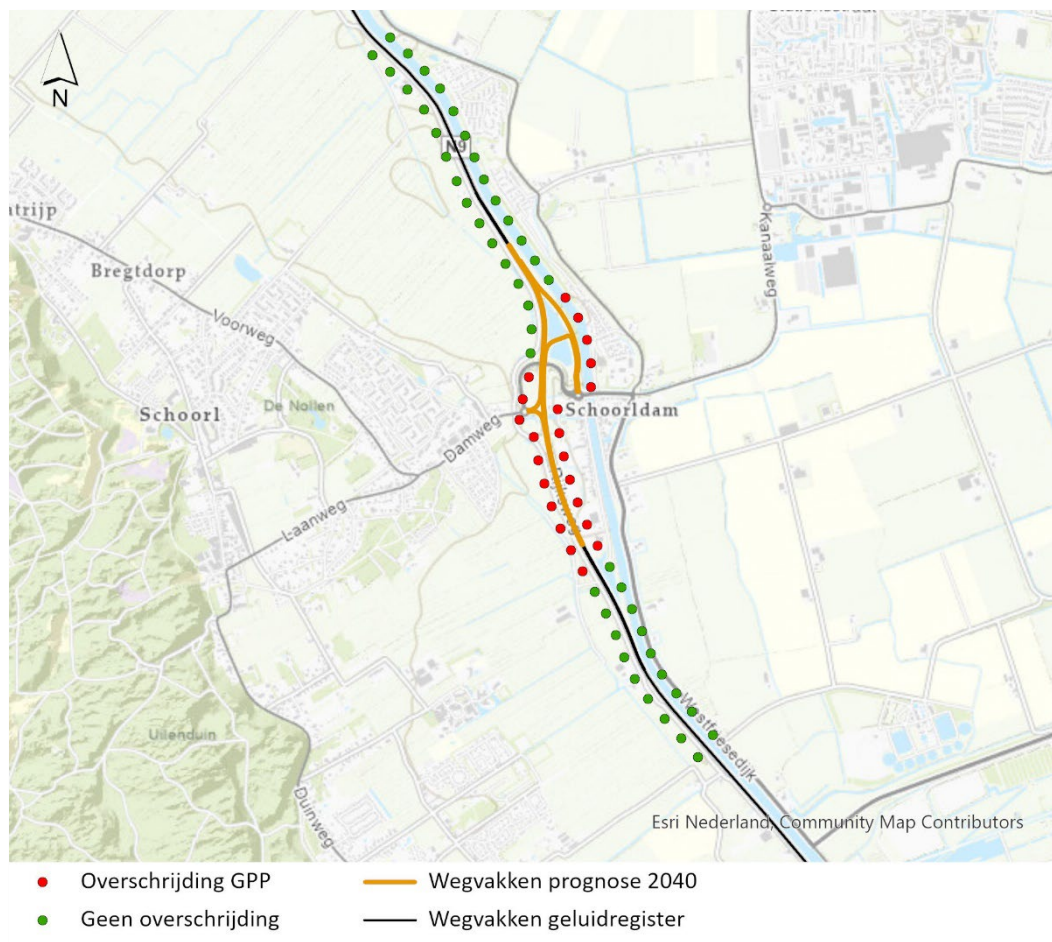 N
N9
Kanaalweg
Bregtdorp
Voorweg
Schoorl
De Nollen
Schoorldam
Damweg
Laanweg
Uilenduin
Duinweg
Esri Nederland, Community Map Contributors
Overschrijding GPP
Wegvakken prognose 2040
Geen overschrijding
Wegvakken geluidregister